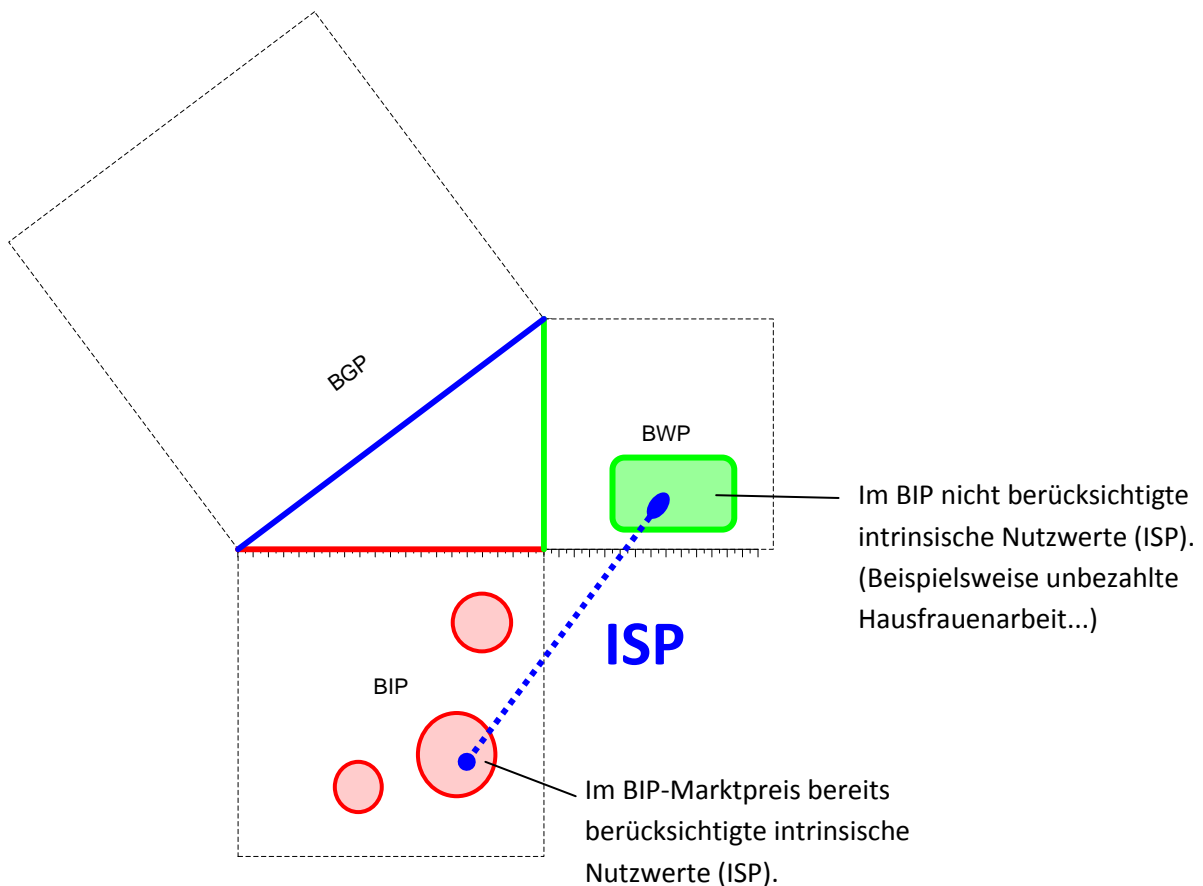 BGP
BWP
Im BIP nicht berücksichtigte
intrinsische Nutzwerte (ISP).
(Beispielsweise unbezahlte
Hausfrauenarbeit...)
ISP
BIP
Im BIP-Marktpreis bereits
berücksichtigte intrinsische
Nutzwerte (ISP).